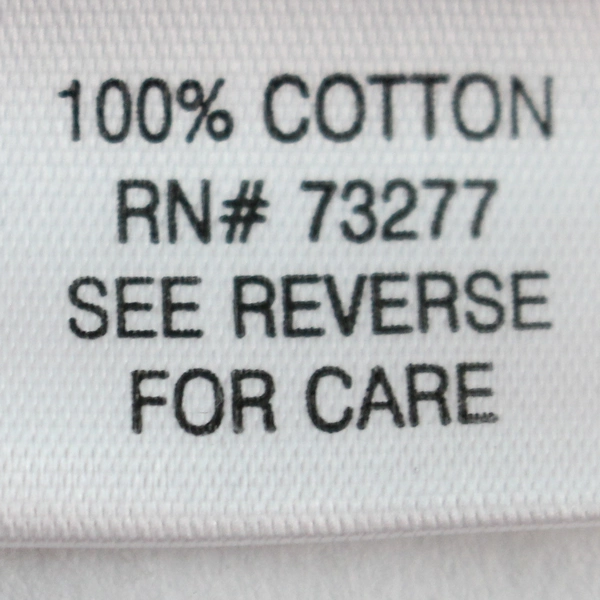 100% COTTON
RN# 73277
SEE REVERSE
FOR CARE